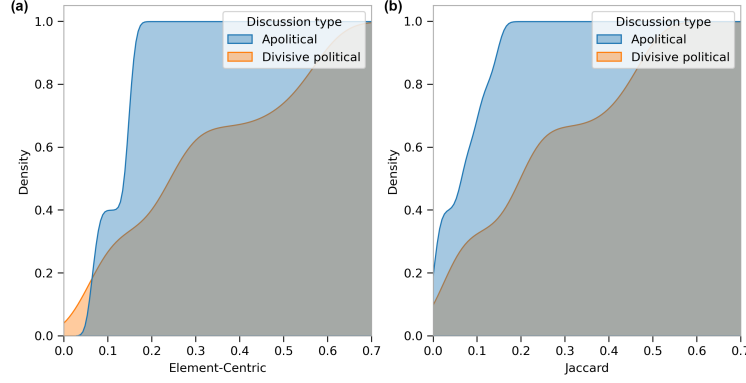 (a)
Discussion type
Apolitical
Divisive political
1.0
0.8
0.6
0.4
0.2
0.0
Density
0.0 0.1 0.2 0.3 0.4 0.5 0.6 0.7
Element-Centric
(b)
Discussion type
Apolitical
Divisive political
1.0
0.8
0.6
0.4
0.2
0.0
Density
0.0 0.1 0.2 0.3 0.4 0.5 0.6 0.7
Jaccard